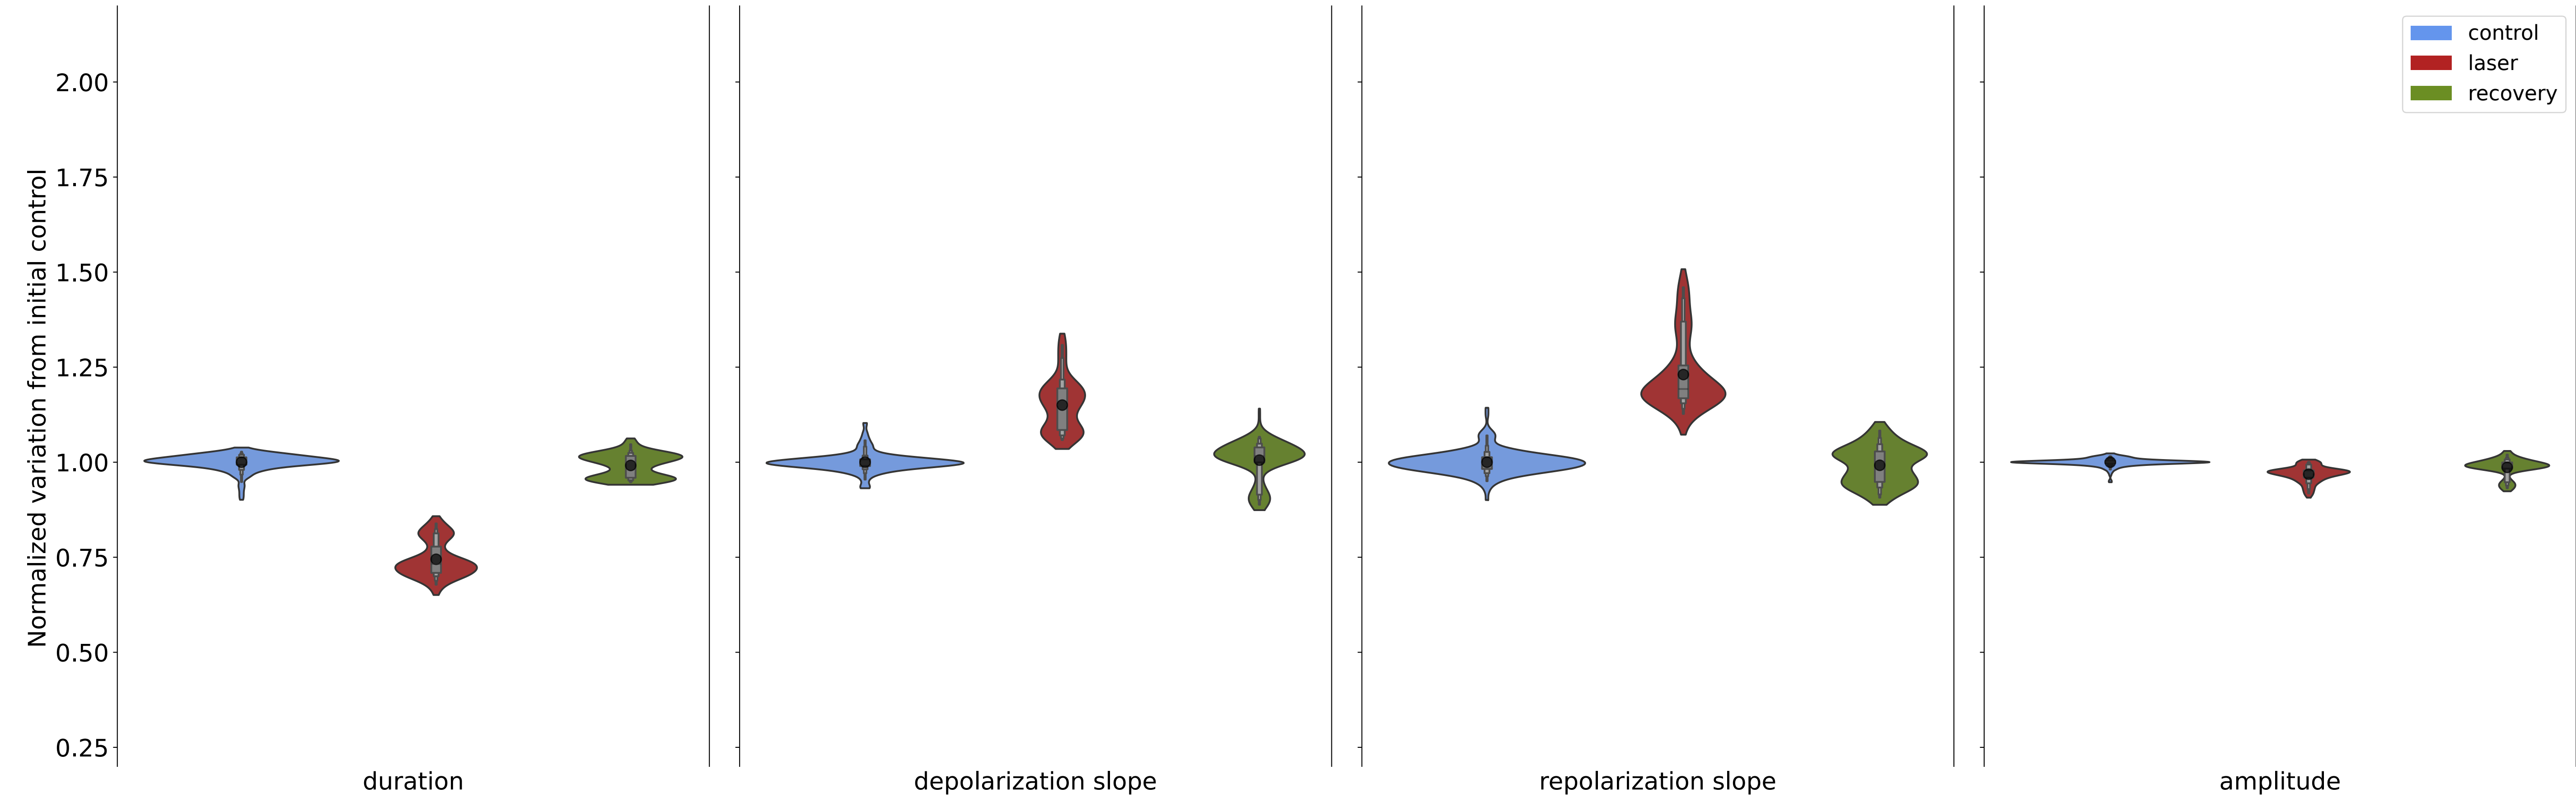 Normalized variation from initial control
2.00
1.75
1.50
1.25
1.00
0.75
0.50
0.25
duration
depolarization slope
repolarization slope
amplitude
control
laser
recovery